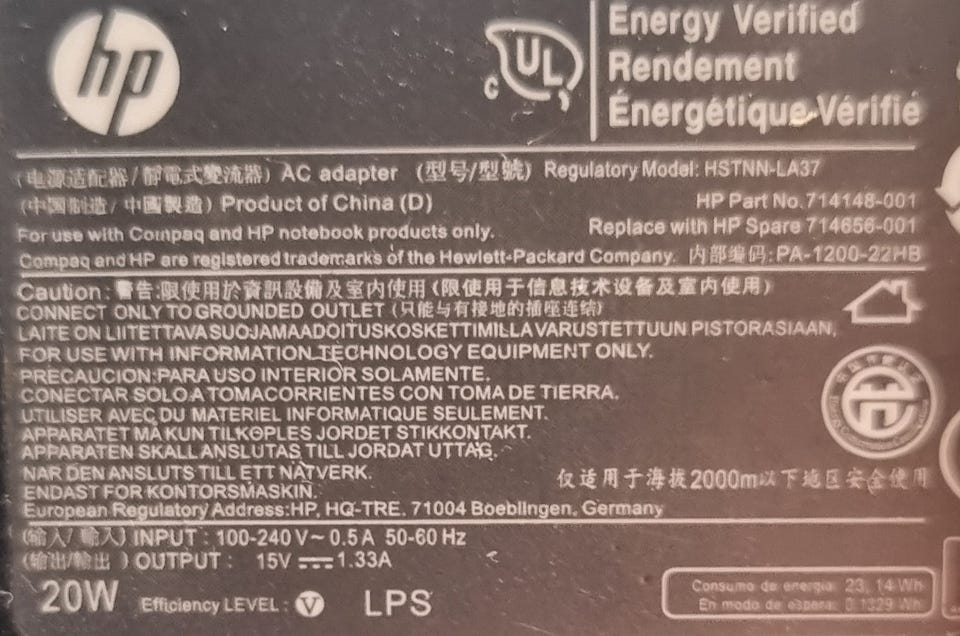 hp
c UL
Energy Verified
Rendement
Énergétique Vérifié
(电源适配器/靜電式變流器) AC adapter (型号/型號) Regulatory Model: HSTNN-LA37
(中国制造/中國製造) Product of China (D) HP Part No. 714148-001
For use with Compaq and HP notebook products only. Replace with HP Spare 714656-001
Compaq and HP are registered trademarks of the Hewlett-Packard Company. 内部编码: PA-1200-22HB
Caution: 警告:限使用於資訊設備及室内使用 (限使用于信息技术设备及室内使用)
CONNECT ONLY TO GROUNDED OUTLET (只能与有接地的插座连结)
LAITE ON LIITETTAVA SUOJAMAADOITUSKOSKETTIMILLA VARUSTETTUUN PISTORASIAAN,
FOR USE WITH INFORMATION TECHNOLOGY EQUIPMENT ONLY.
PRECAUCION:PARA USO INTERIOR SOLAMENTE.
CONECTAR SOLO A TOMACORRIENTES CON TOMA DE TIERRA.
UTILISER AVEC DU MATERIEL INFORMATIQUE SEULEMENT.
APPARATET MÅ KUN TILKOPLES JORDET STIKKONTAKT.
APPARATEN SKALL ANSLUTAS TILL JORDAT UTTAG.
NAR DEN ANSLUTS TILL ETT NATVERK.
ENDAST FOR KONTORSMASKIN.
仅适用于海拔2000m以下地区安全使用
European Regulatory Address:HP, HQ-TRE. 71004 Boeblingen, Germany
(输入/ 輸入) INPUT : 100-240 V~ 0.5 A 50-60 Hz
(输出/輸出 ) OUTPUT : 15V 1.33A
20W Efficiency LEVEL : V LPS
Consumo de energia: 23, 14 Wh
En modo de espera: 0.1329 Wh